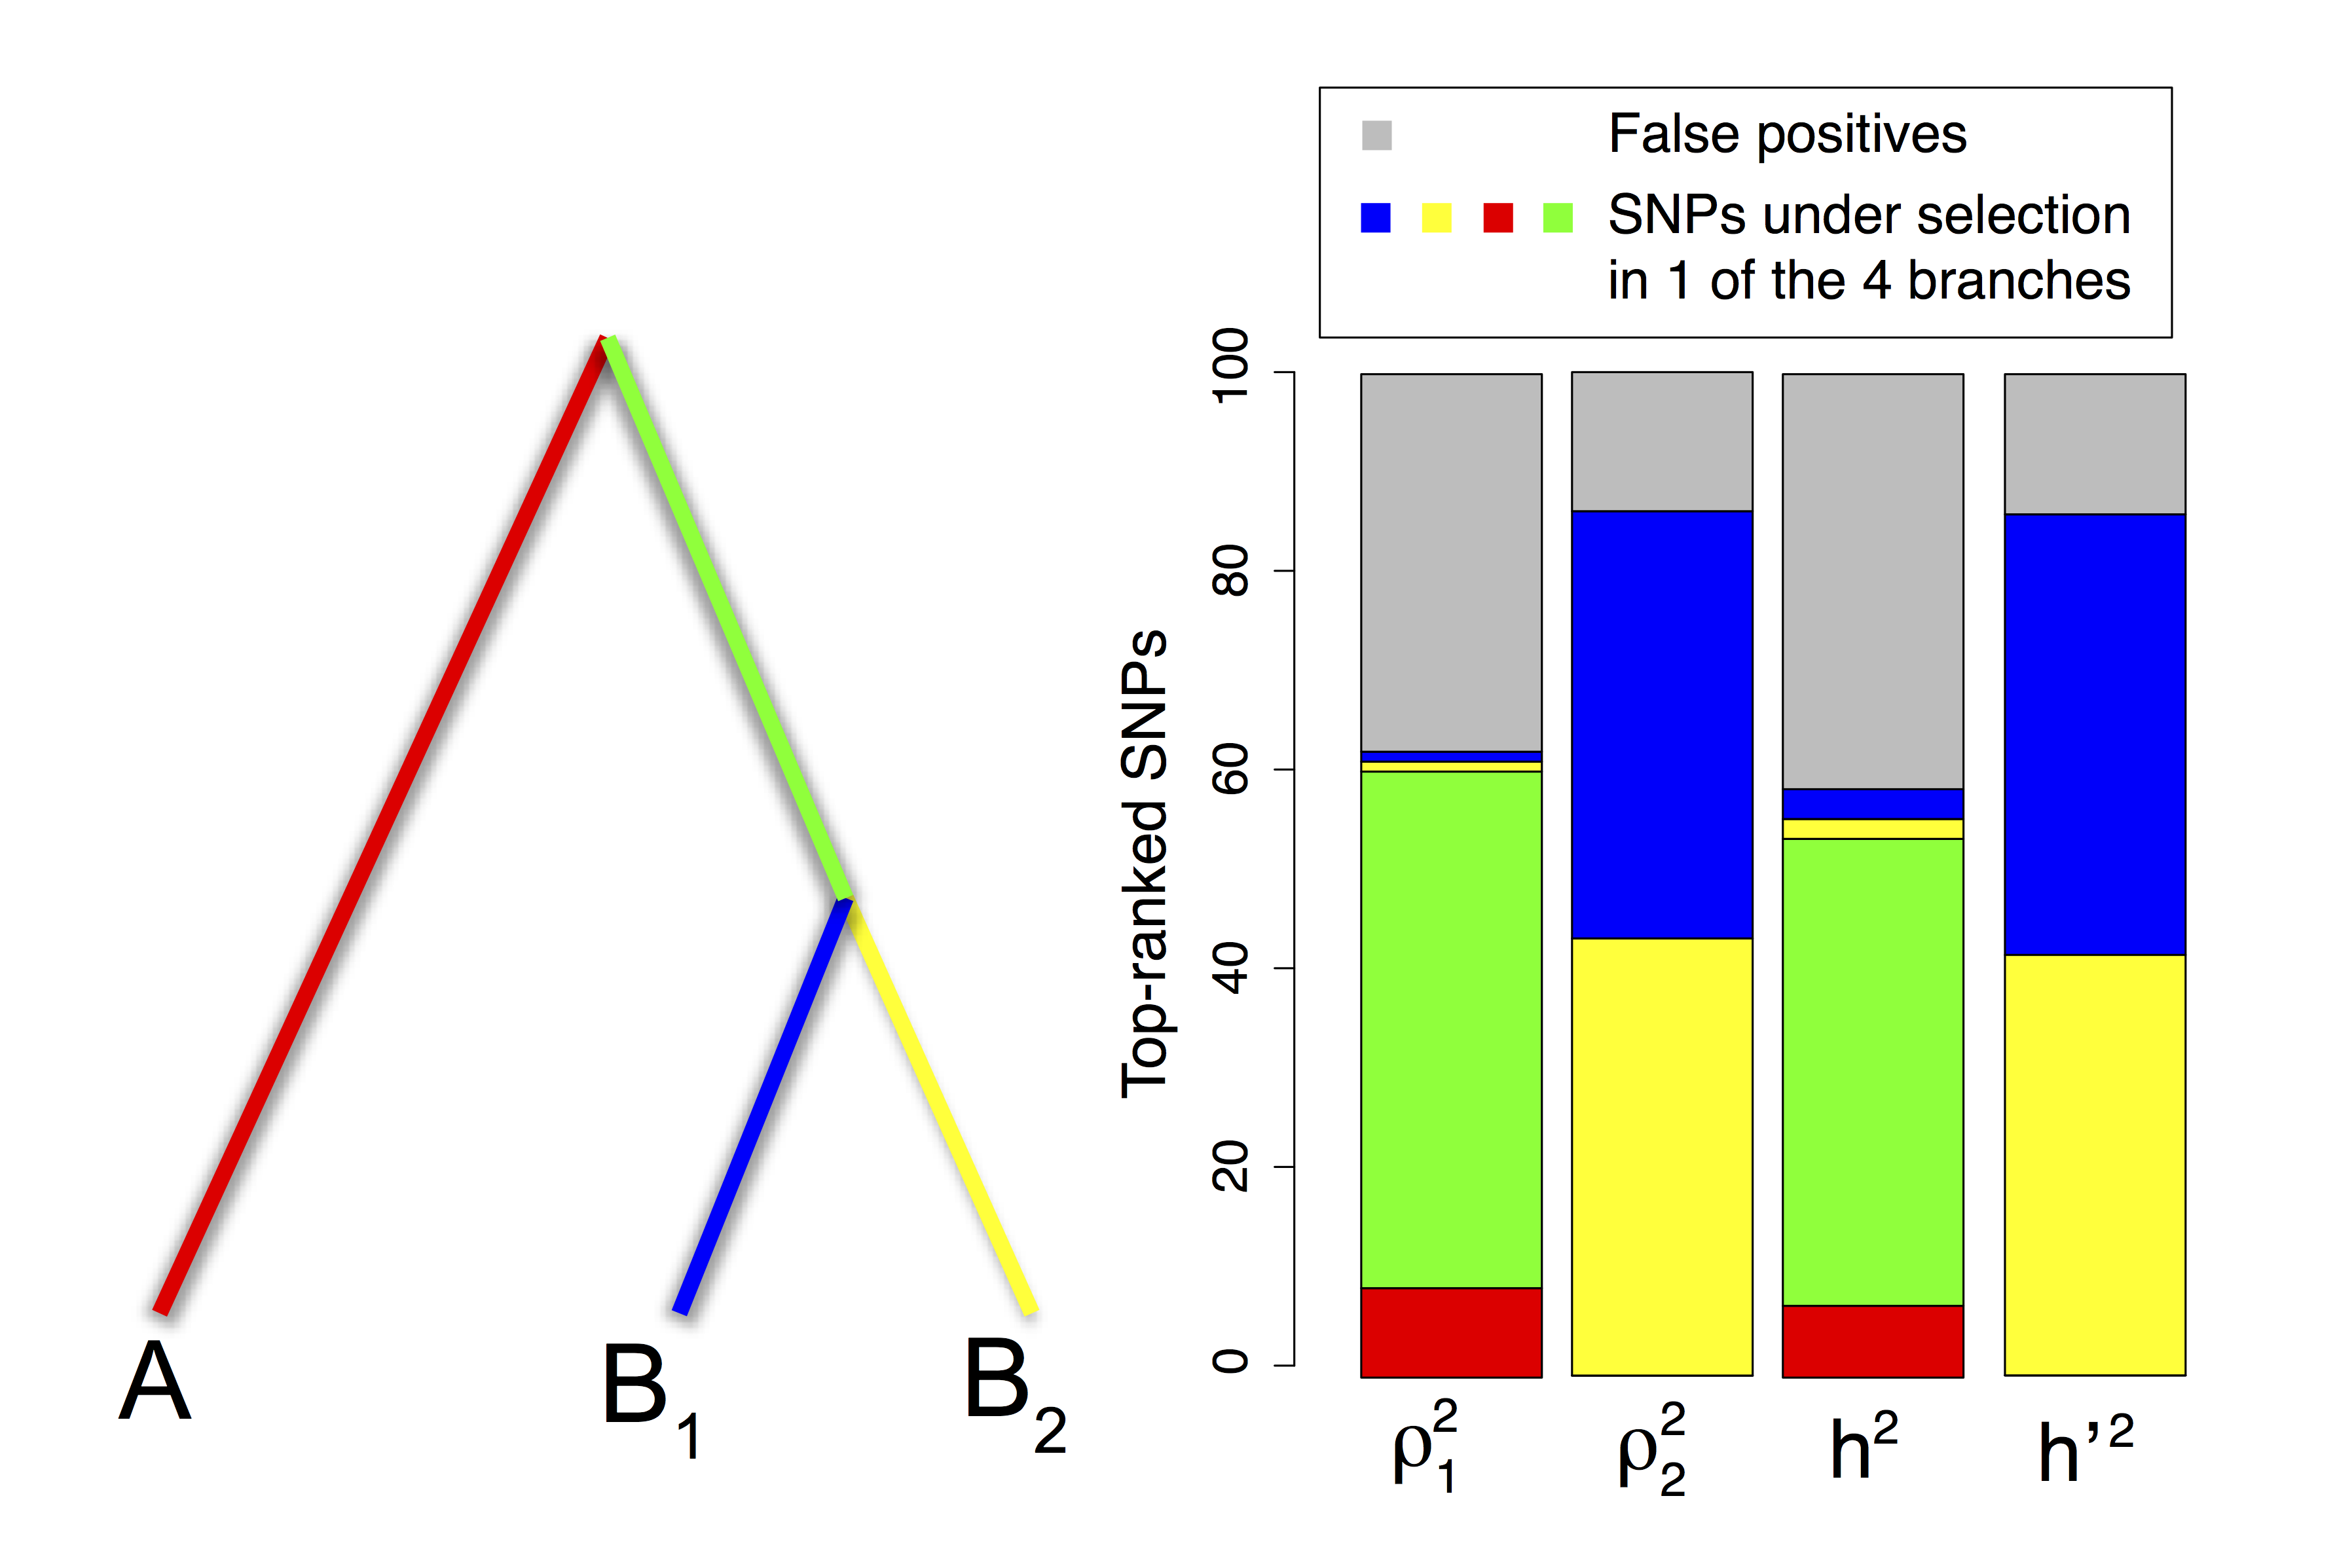 False positives
SNPs under selection
in 1 of the 4 branches
100
80
60
40
20
0
Top-ranked SNPs
A
B₁
B₂
ρ₁²
ρ₂²
h²
h’²